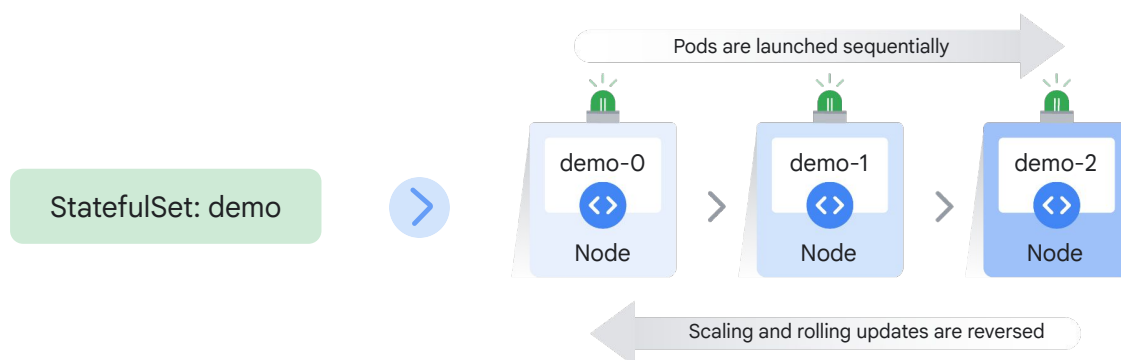 Pods are launched sequentially
demo-0
demo-1
demo-2
StatefulSet: demo
Node
Node
Node
Scaling and rolling updates are reversed